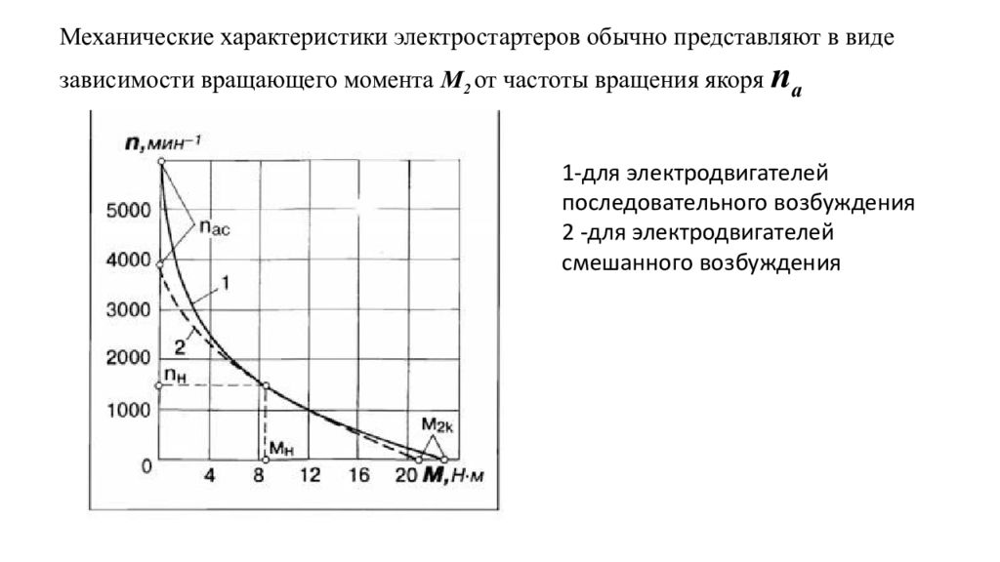 Механические характеристики электростартеров обычно представляют в виде
зависимости вращающего момента M2 от частоты вращения якоря na
n, мин–1
5000
nас
4000
1
3000
2
2000
nн
1000
M2k
Mн
0
4 8 12 16 20 M, Н·м
1-для электродвигателей
последовательного возбуждения
2 -для электродвигателей
смешанного возбуждения